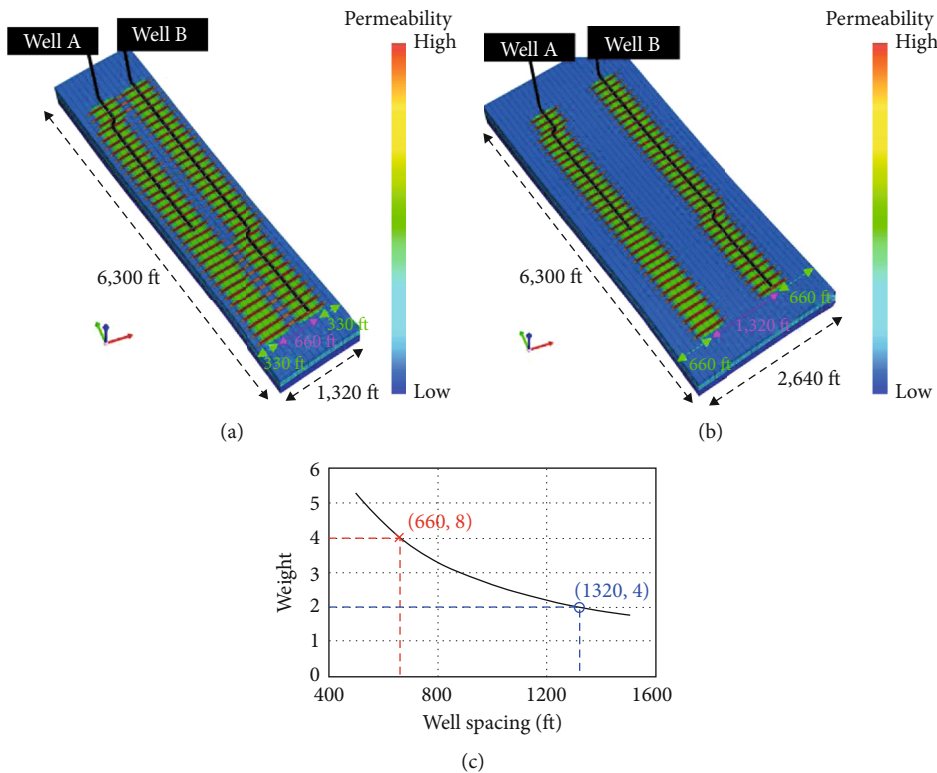 Permeability
High
Well A
Well B
6,300 ft
330 ft
660 ft
330 ft
1,320 ft
Low
(a)
Permeability
High
Well A
Well B
6,300 ft
660 ft
1,320 ft
660 ft
2,640 ft
Low
(b)
6
5
4
3
2
1
0
Weight
(660, 8)
(1320, 4)
400
800
1200
1600
Well spacing (ft)
(c)